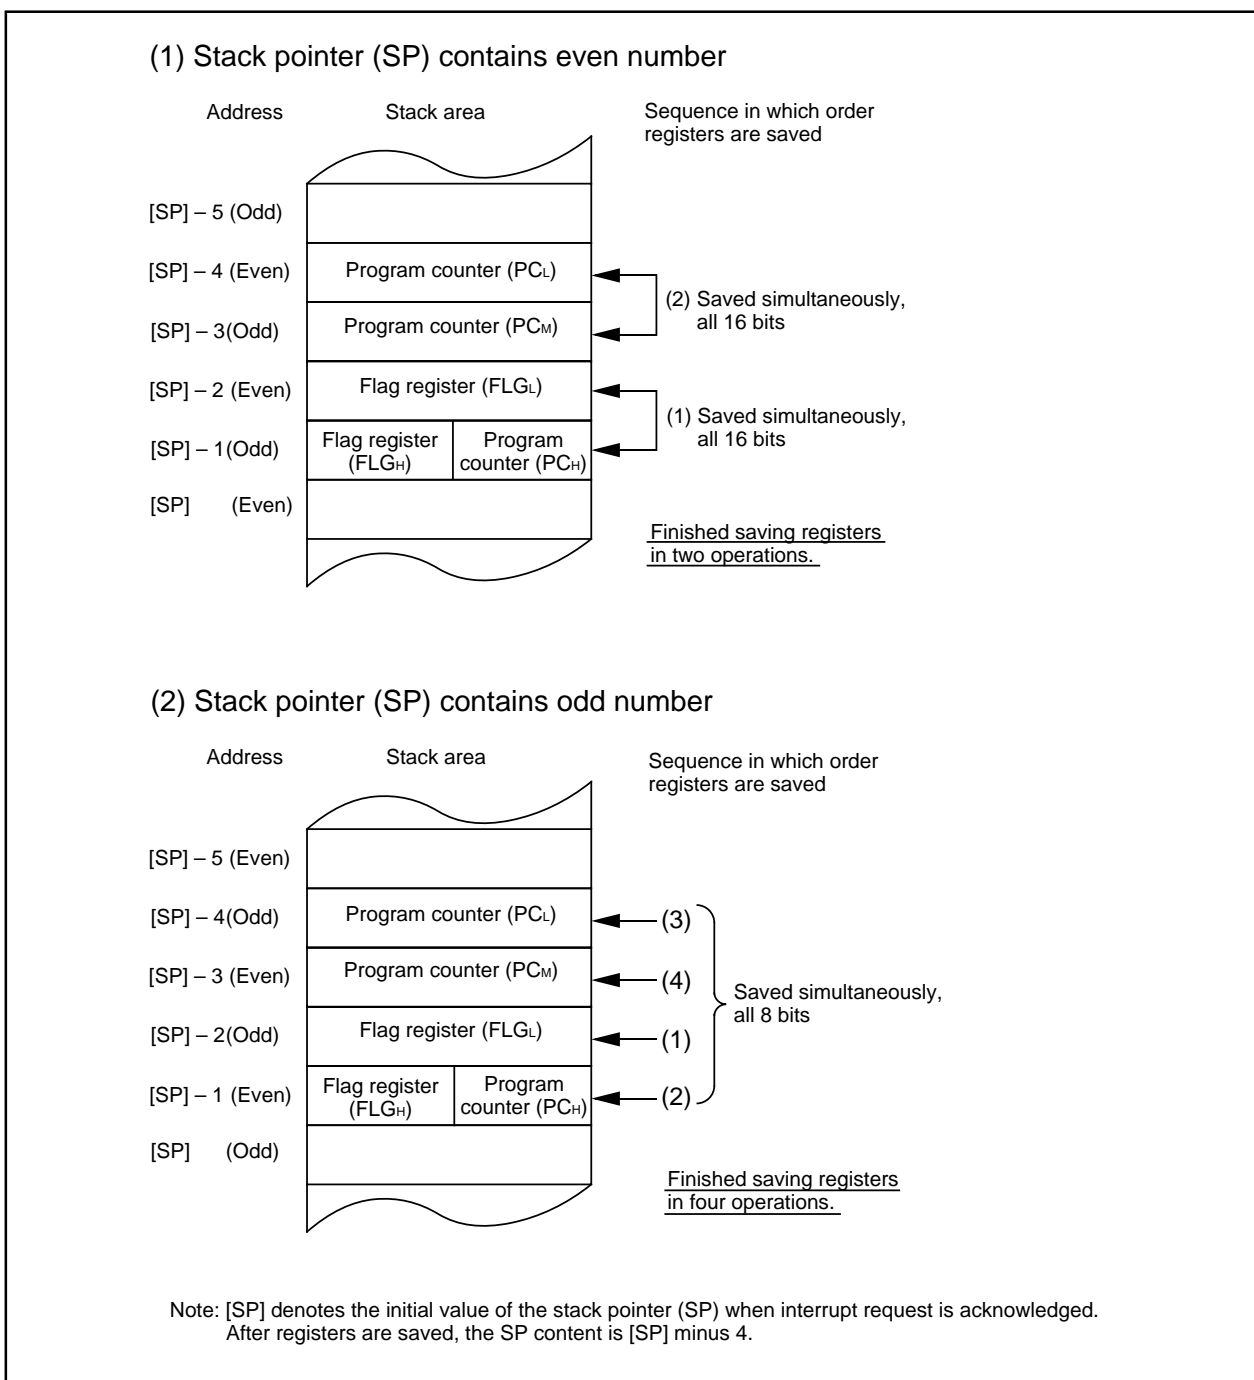 (1) Stack pointer (SP) contains even number
Address Stack area Sequence in which order
registers are saved
[SP] – 5 (Odd)
[SP] – 4 (Even) Program counter (PCL)
(2) Saved simultaneously,
all 16 bits
[SP] – 3(Odd) Program counter (PCM)
[SP] – 2 (Even) Flag register (FLGL)
(1) Saved simultaneously,
all 16 bits
[SP] – 1(Odd) Flag register Program
(FLGH) counter (PCH)
[SP] (Even)
Finished saving registers
in two operations.
(2) Stack pointer (SP) contains odd number
Address Stack area Sequence in which order
registers are saved
[SP] – 5 (Even)
[SP] – 4(Odd) Program counter (PCL) (3)
[SP] – 3 (Even) Program counter (PCM) (4)
Saved simultaneously,
all 8 bits
[SP] – 2(Odd) Flag register (FLGL) (1)
[SP] – 1 (Even) Flag register Program (2)
(FLGH) counter (PCH)
[SP] (Odd)
Finished saving registers
in four operations.
Note: [SP] denotes the initial value of the stack pointer (SP) when interrupt request is acknowledged.
After registers are saved, the SP content is [SP] minus 4.